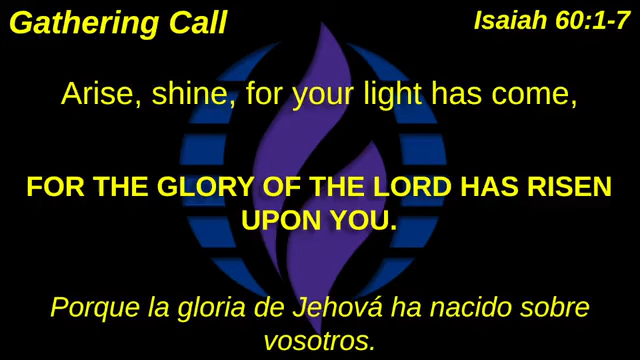 Gathering Call
Isaiah 60:1-7
Arise, shine, for your light has come,
FOR THE GLORY OF THE LORD HAS RISEN
UPON YOU.
Porque la gloria de Jehová ha nacido sobre
vosotros.